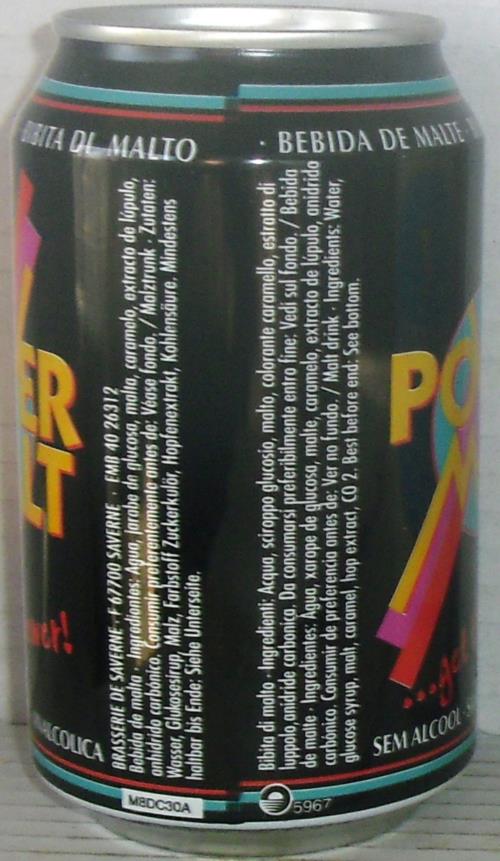 BIBITA DI MALTO · BEBIDA DE MALTE ·
ER
LT
wer!
ANALCOLICA
BRASSERIE DE SAVERNE · F 67700 SAVERNE · EMB 40 26312
Bebida de malta · Ingredientes: Agua, jarabe de glucosa, malta, caramelo, extracto de lúpulo,
anhidrido carbónico. Consumir preferentemente antes de: Véase fondo. / Malztrunk · Zutaten:
Wasser, Glukosesirup, Malz, Farbstoff Zuckerkulör, Hopfenextrakt, Kohlensäure. Mindestens
haltbar bis Ende: Siehe Unterseite.
Bibita di malto · Ingredienti: Acqua, sciroppo glucosio, malto, colorante caramello, estratto di
luppolo, anidride carbonica. Da consumarsi preferibilmente entro fine: Vedi sul fondo. / Bebida
de malte · Ingredientes: Água, xarope de glucosa, malte, caramelo, extracto de lúpulo, anidrido
carbónico. Consumir de preferencia antes de: Ver no fundo. / Malt drink · Ingredients: Water,
glucose syrup, malt, caramel, hop extract, CO 2. Best before end: See bottom.
PO
M
...get
SEM ALCOOL · S
M8DC30A
5967